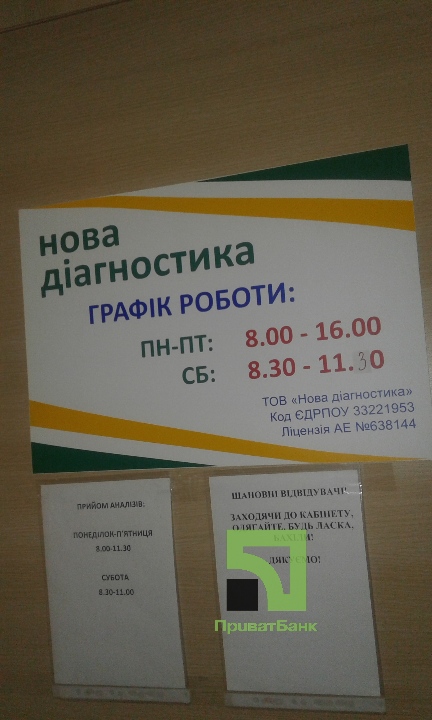 нова
діагностика
ГРАФІК РОБОТИ:
ПН-ПТ: 8.00 - 16.00
СБ: 8.30 - 11.30
ТОВ «Нова діагностика»
Код ЄДРПОУ 33221953
Ліцензія АЕ №638144
ПРИЙОМ АНАЛІЗІВ:
ПОНЕДІЛОК-П'ЯТНИЦЯ
8.00-11.30
СУБОТА
8.30-11.00
ШАНОВНІ ВІДВІДУВАЧІ!
ЗАХОДЯЧИ ДО КАБІНЕТУ,
ОДЯГАЙТЕ, БУДЬ ЛАСКА,
БАХІЛИ!
ДЯКУЄМО!
ПриватБанк